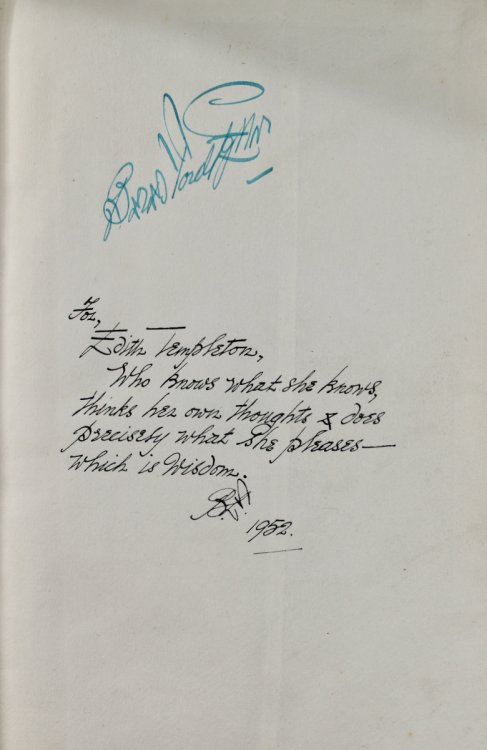 For,
Edith Templeton,
Who knows what she knows,
thinks her own thoughts & does
precisely what she pleases—
which is Wisdom.
1952.